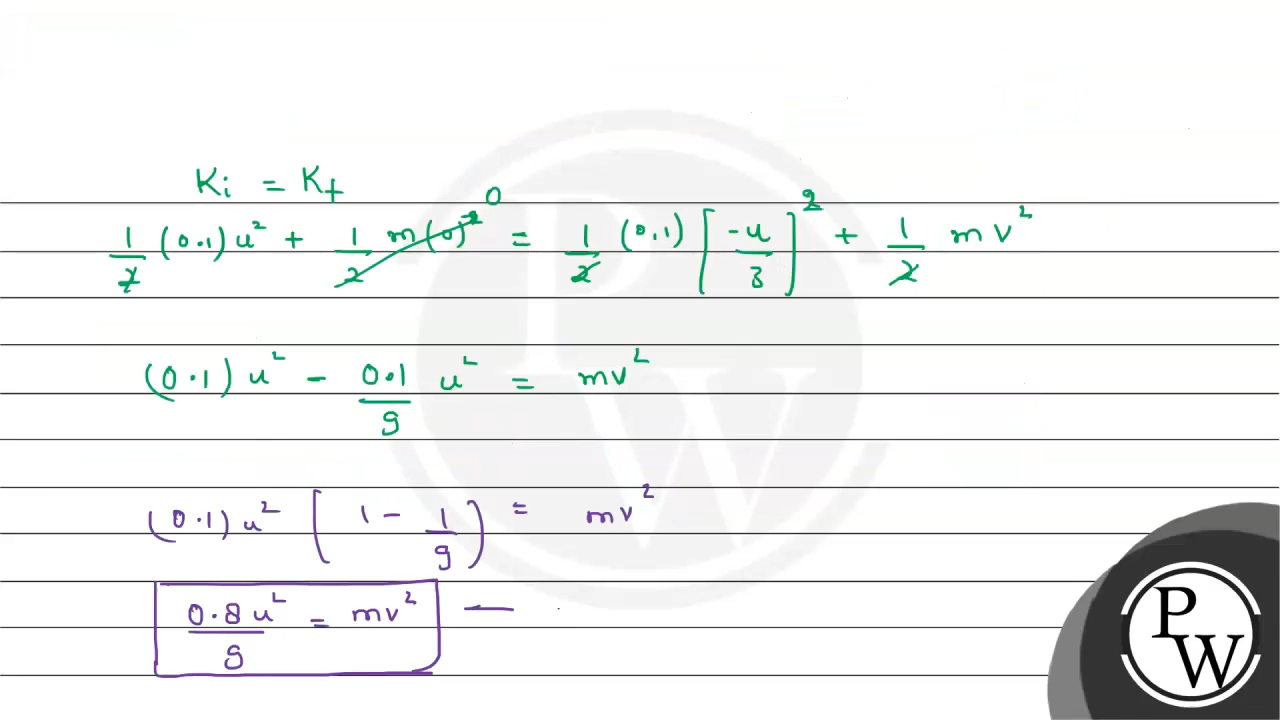 Ki = Kf
1/2 (0.1) u² + 1/2 m(0)² 0 = 1/2 (0.1) [-u/3]² + 1/2 mv²
(0.1) u² - 0.1/9 u² = mv²
(0.1) u² [1 - 1/9) = mv²
0.8u²/9 = mv² —
P
W